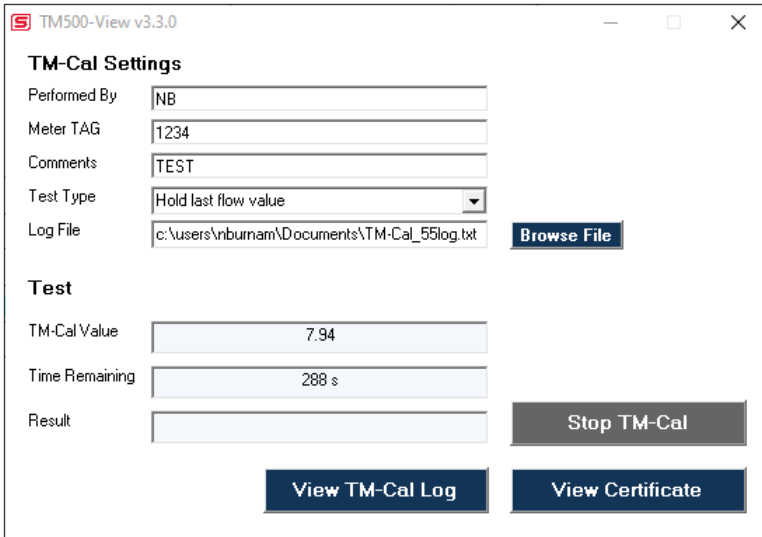 TM500-View v3.3.0
TM-Cal Settings
Performed By NB
Meter TAG 1234
Comments TEST
Test Type Hold last flow value
Log File c:\users\nburnam\Documents\TM-Cal_55log.txt Browse File
Test
TM-Cal Value 7.94
Time Remaining 288 s
Result Stop TM-Cal
View TM-Cal Log View Certificate